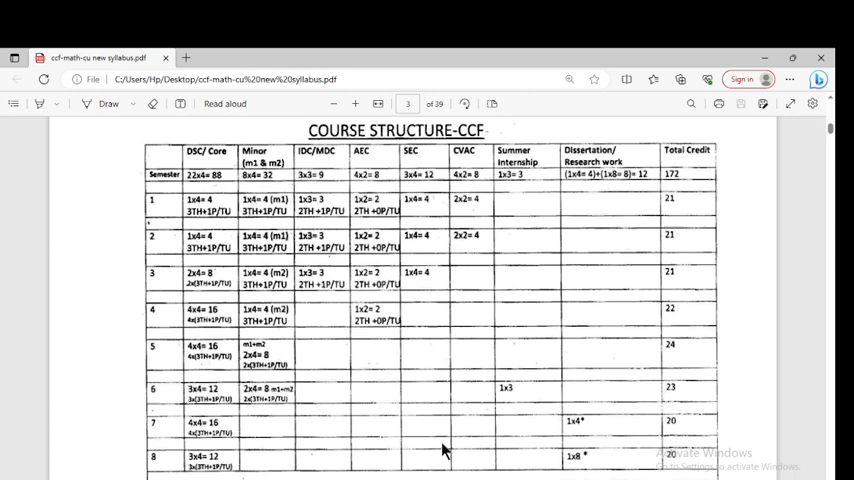 ccf-math-cu new syllabus.pdf
File C:/Users/Hp/Desktop/ccf-math-cu%20new%20syllabus.pdf Sign in
Draw Read aloud 3 of 39
COURSE STRUCTURE-CCF
DSC/ Core Minor (m1 & m2) IDC/MDC AEC SEC CVAC Summer Internship Dissertation/ Research work Total Credit
Semester 22x4= 88 8x4= 32 3x3= 9 4x2= 8 3x4= 12 4x2= 8 1x3= 3 (1x4= 4)+(1x8= 8)= 12 172
1 1x4= 4 1x4= 4 (m1) 1x3= 3 1x2= 2 1x4= 4 2x2= 4 21
3TH+1P/TU 3TH+1P/TU 2TH +1P/TU 2TH +0P/TU
2 1x4= 4 1x4= 4 (m1) 1x3= 3 1x2= 2 1x4= 4 2x2= 4 21
3TH+1P/TU 3TH+1P/TU 2TH +1P/TU 2TH +0P/TU
3 2x4= 8 1x4= 4 (m2) 1x3= 3 1x2= 2 1x4= 4 21
2x(3TH+1P/TU) 3TH+1P/TU 2TH +1P/TU 2TH +0P/TU
4 4x4= 16 1x4= 4 (m2) 1x2= 2 22
4x(3TH+1P/TU) 3TH+1P/TU 2TH +0P/TU
5 4x4= 16 m1+m2 24
4x(3TH+1P/TU) 2x4= 8
2x(3TH+1P/TU)
6 3x4= 12 2x4= 8 m1+m2 1x3 23
3x(3TH+1P/TU) 2x(3TH+1P/TU)
7 4x4= 16 1x4* 20
4x(3TH+1P/TU)
8 3x4= 12 1x8 * 20
3x(3TH+1P/TU)
Activate Windows
Go to Settings to activate Windows.